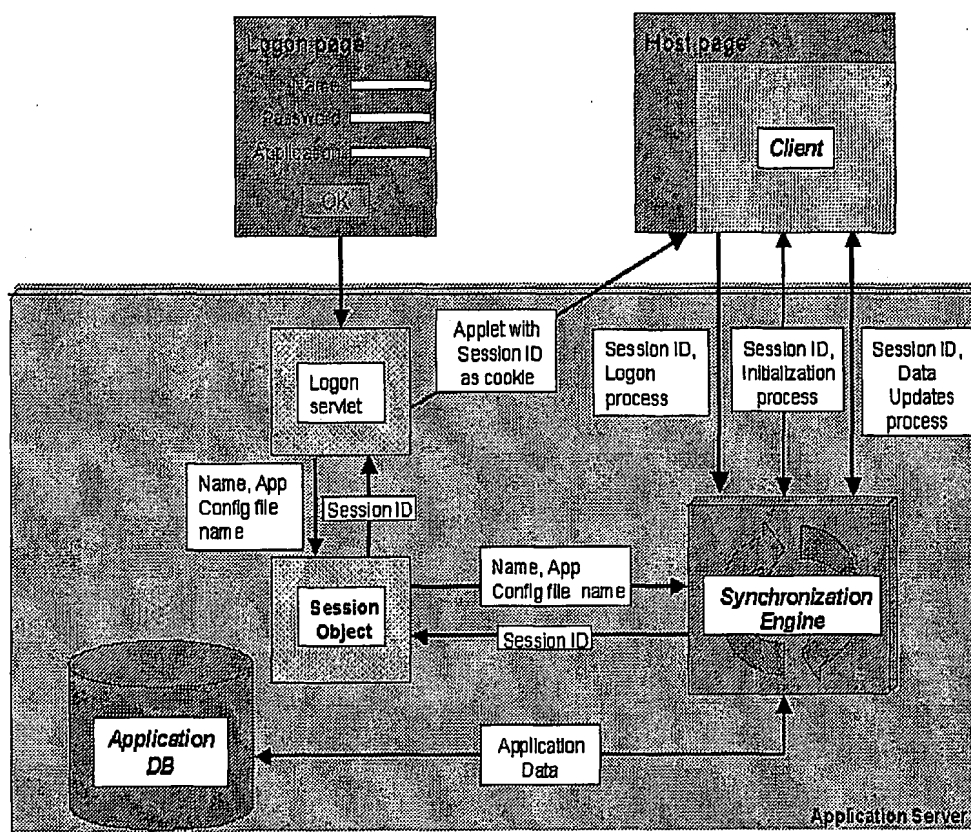 Logon page
Name
Password
Application
OK
Host page
Client
Applet with
Session ID
as cookie
Session ID,
Logon
process
Session ID,
Initialization
process
Session ID,
Data
Updates
process
Logon
servlet
Name, App
Config file
name
Session ID
Session
Object
Name, App
Config file name
Session ID
Synchronization
Engine
Application
DB
Application
Data
Application Server